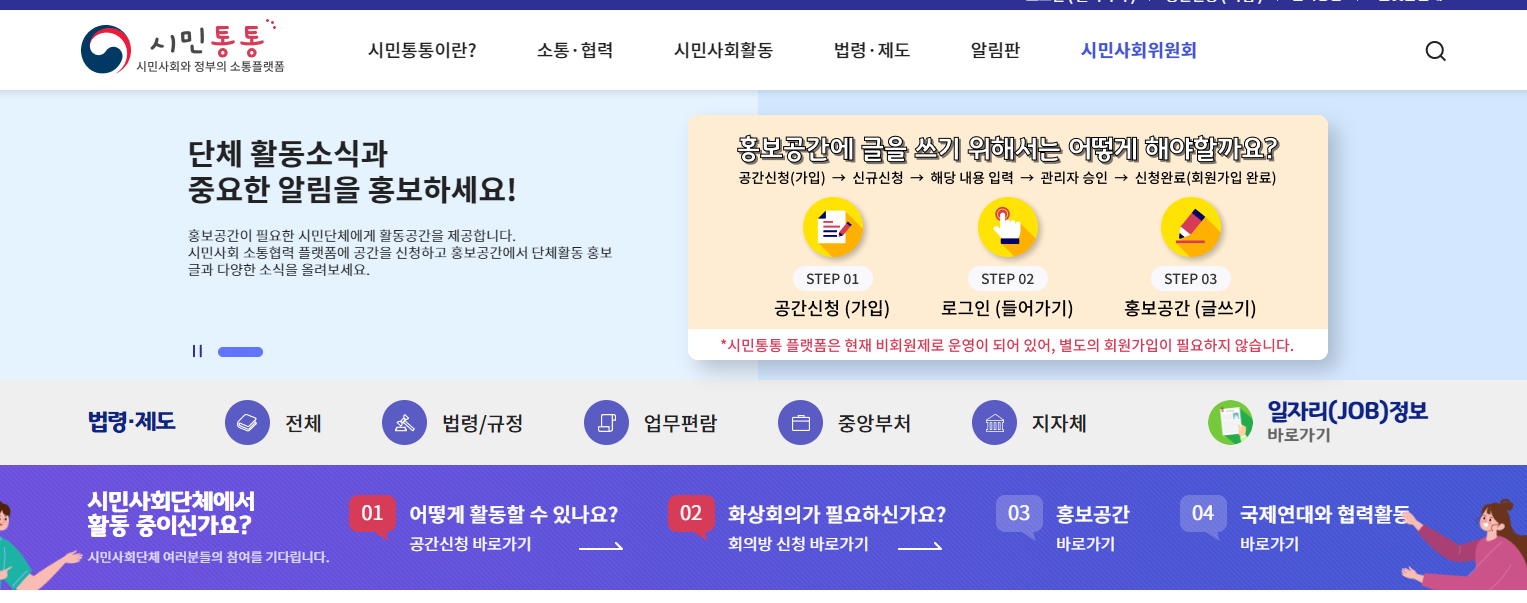 시민통통
시민사회와 정부의 소통플랫폼
시민통통이란?
소통·협력
시민사회활동
법령·제도
알림판
시민사회위원회
단체 활동소식과
중요한 알림을 홍보하세요!
홍보공간이 필요한 시민단체에게 활동공간을 제공합니다.
시민사회 소통협력 플랫폼에 공간을 신청하고 홍보공간에서 단체활동 홍보
글과 다양한 소식을 올려보세요.
홍보공간에 글을 쓰기 위해서는 어떻게 해야할까요?
공간신청(가입) → 신규신청 → 해당 내용 입력 → 관리자 승인 → 신청완료(회원가입 완료)
STEP 01
STEP 02
STEP 03
공간신청 (가입)
로그인 (들어가기)
홍보공간 (글쓰기)
*시민통통 플랫폼은 현재 비회원제로 운영이 되어 있어, 별도의 회원가입이 필요하지 않습니다.
법령·제도
전체
법령/규정
업무편람
중앙부처
지자체
일자리(JOB)정보
바로가기
시민사회단체에서
활동 중이신가요?
시민사회단체 여러분들의 참여를 기다립니다.
01
어떻게 활동할 수 있나요?
공간신청 바로가기
02
화상회의가 필요하신가요?
회의방 신청 바로가기
03
홍보공간
바로가기
04
국제연대와 협력활동
바로가기